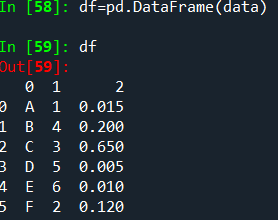 In [58]: df=pd.DataFrame(data)
In [59]: df
Out[59]:
0 1 2
0 A 1 0.015
1 B 4 0.200
2 C 3 0.650
3 D 5 0.005
4 E 6 0.010
5 F 2 0.120